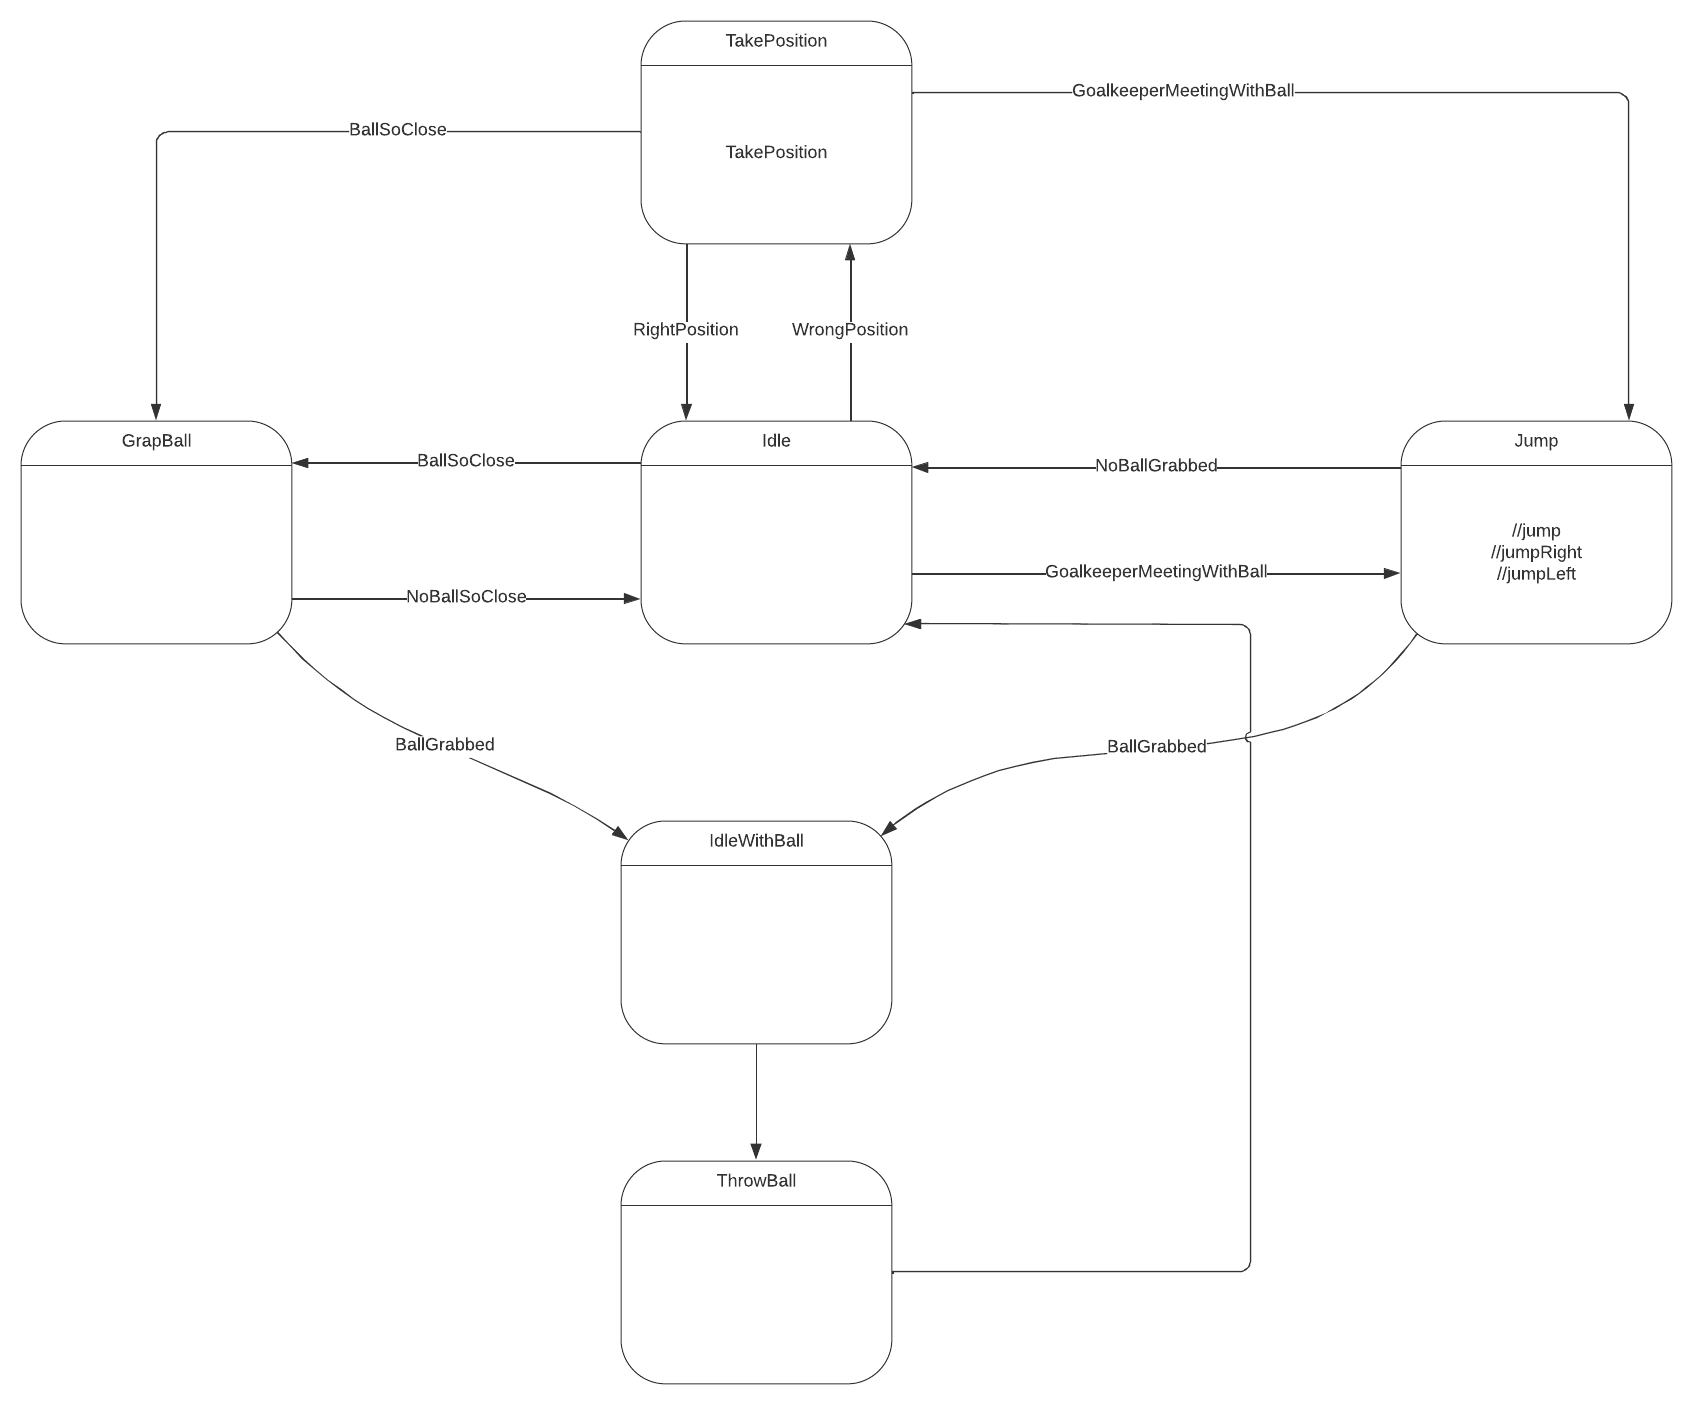 TakePosition
GoalkeeperMeetingWithBall
BallSoClose
TakePosition
RightPosition
WrongPosition
GrapBall
Idle
Jump
BallSoClose
NoBallGrabbed
//jump
//jumpRight
//jumpLeft
GoalkeeperMeetingWithBall
NoBallSoClose
BallGrabbed
BallGrabbed
IdleWithBall
ThrowBall